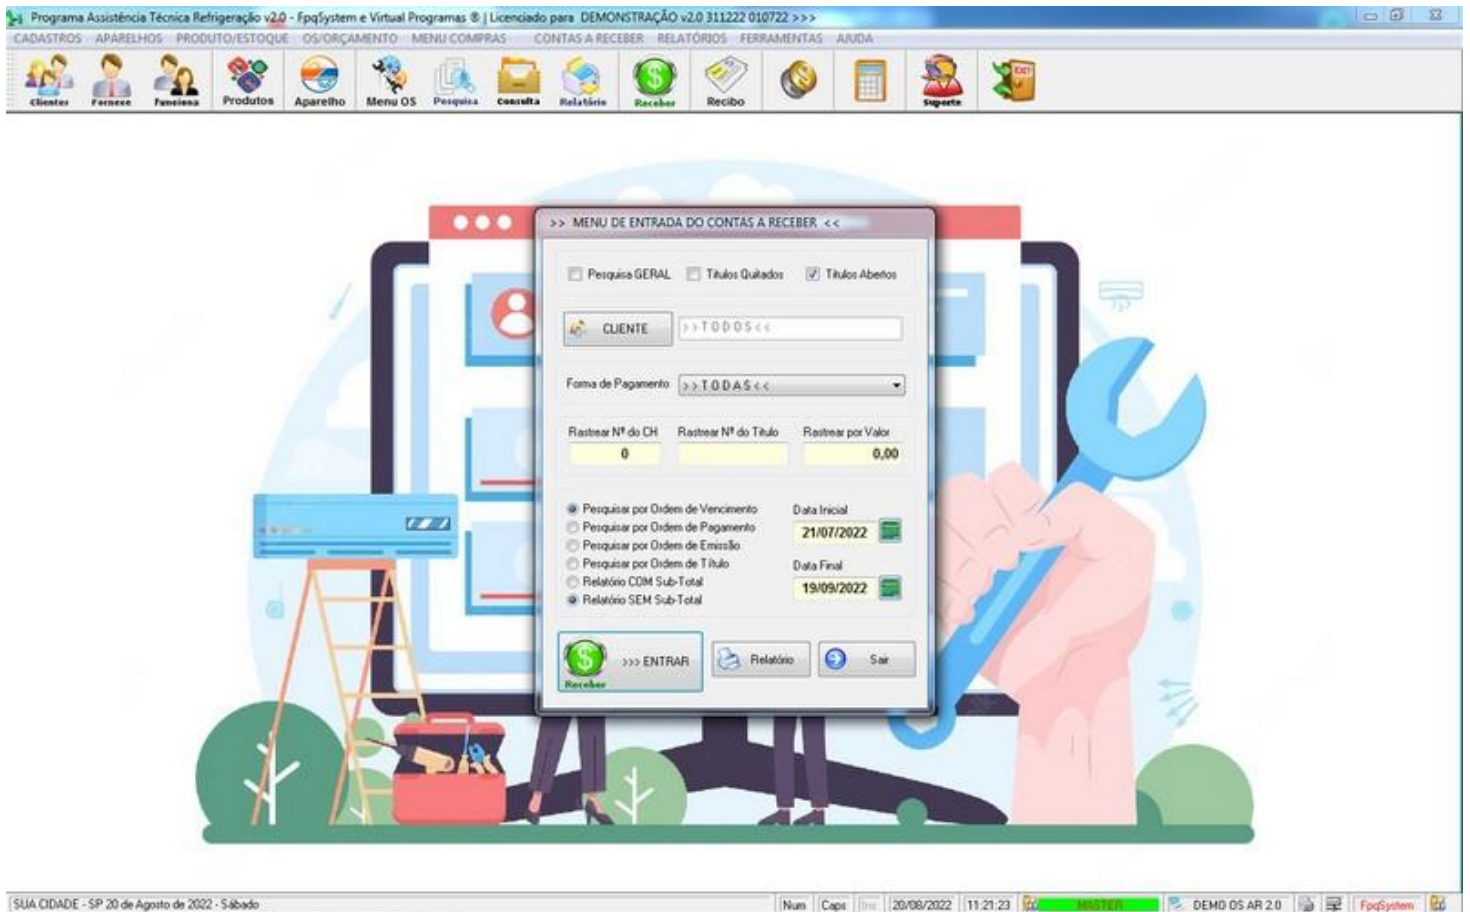 Programa Assistência Técnica Refrigeração v2.0 - FpqSystem e Virtual Programas ® | Licenciado para DEMONSTRAÇÃO v2.0 311222 010722 >>>
CADASTROS APARELHOS PRODUTO/ESTOQUE OS/ORÇAMENTO MENU COMPRAS CONTAS A RECEBER RELATÓRIOS FERRAMENTAS AJUDA
Clientes Fornece Funciona Produtos Aparelho Menu OS Pesquisa Consulta Relatório Receber Recibo Suporte EXIT
>> MENU DE ENTRADA DO CONTAS A RECEBER <<
Pesquisa GERAL Títulos Quitados Títulos Abertos
CLIENTE >>TODOS<<
Forma de Pagamento >>TODAS<<
Rastrear Nº do CH Rastrear Nº do Título Rastrear por Valor
0 0,00
Pesquisar por Ordem de Vencimento Data Inicial
Pesquisar por Ordem de Pagamento 21/07/2022
Pesquisar por Ordem de Emissão
Pesquisar por Ordem de Título Data Final
Relatório COM Sub-Total 19/09/2022
Relatório SEM Sub-Total
>>> ENTRAR Relatório Sair
Receber
SUA CIDADE - SP 20 de Agosto de 2022 - Sábado Num Caps Ins 20/08/2022 11:21:23 MASTER DEMO OS AR 2.0 FpqSystem